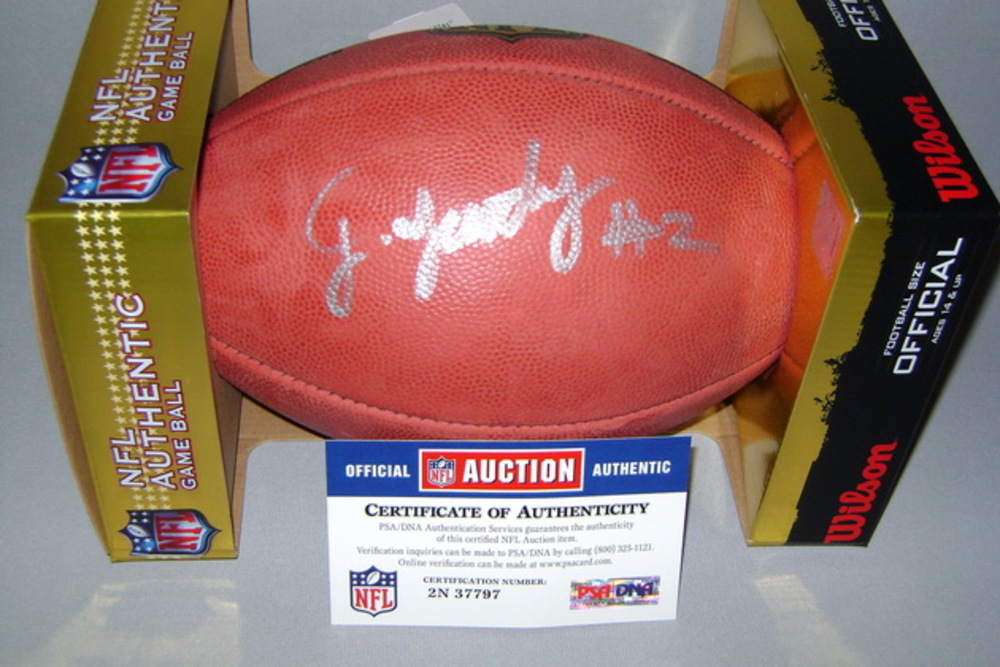 NFL
AUTHENTIC
GAME BALL
NFL
NFL
AUTHENTIC
GAME BALL
NFL
#2
OFFICIAL
Wilson
FOOTBALL SIZE
OFFICIAL
AGES 14 & UP
Wilson
OFFICIAL NFL AUCTION AUTHENTIC
CERTIFICATE OF AUTHENTICITY
PSA/DNA Authentication Services guarantees the authenticity
of this certified NFL Auction item.
Verification inquiries can be made to PSA/DNA by calling (800) 325-1121.
Online verification can be made at www.psacard.com.
NFL
CERTIFICATION NUMBER:
2N 37797
PSA DNA